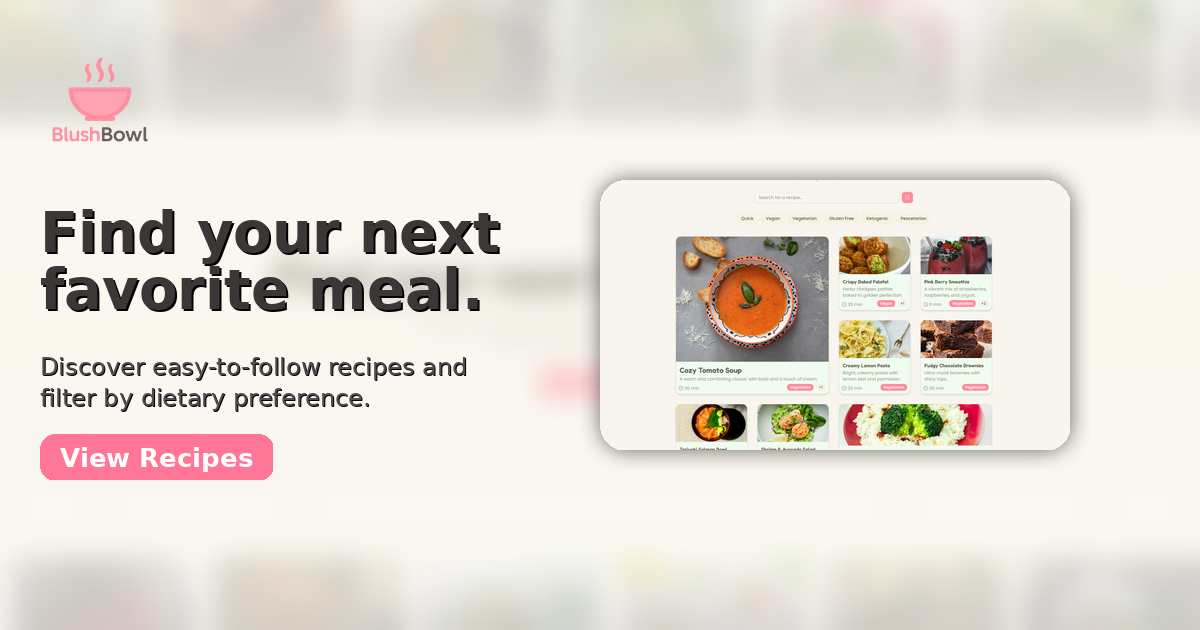 BlushBowl
Find your next
favorite meal.
Discover easy-to-follow recipes and
filter by dietary preference.
View Recipes
Search for a recipe...
Quick Vegan Vegetarian Gluten Free Ketogenic Pescetarian
Cozy Tomato Soup
A warm and comforting classic with basil and a touch of cream.
30 min Vegetarian +1
Crispy Baked Falafel
Herby chickpea patties
baked to golden perfection.
35 min Vegan +1
Pink Berry Smoothie
A vibrant mix of strawberries,
raspberries, and yogurt.
5 min Vegetarian +2
Creamy Lemon Pasta
Bright, creamy pasta with
lemon zest and parmesan.
20 min Vegetarian
Fudgy Chocolate Brownies
Ultra-moist brownies with
shiny tops.
Vegetarian
Teriyaki Salmon Bowl
Shrimp & Avocado Salad